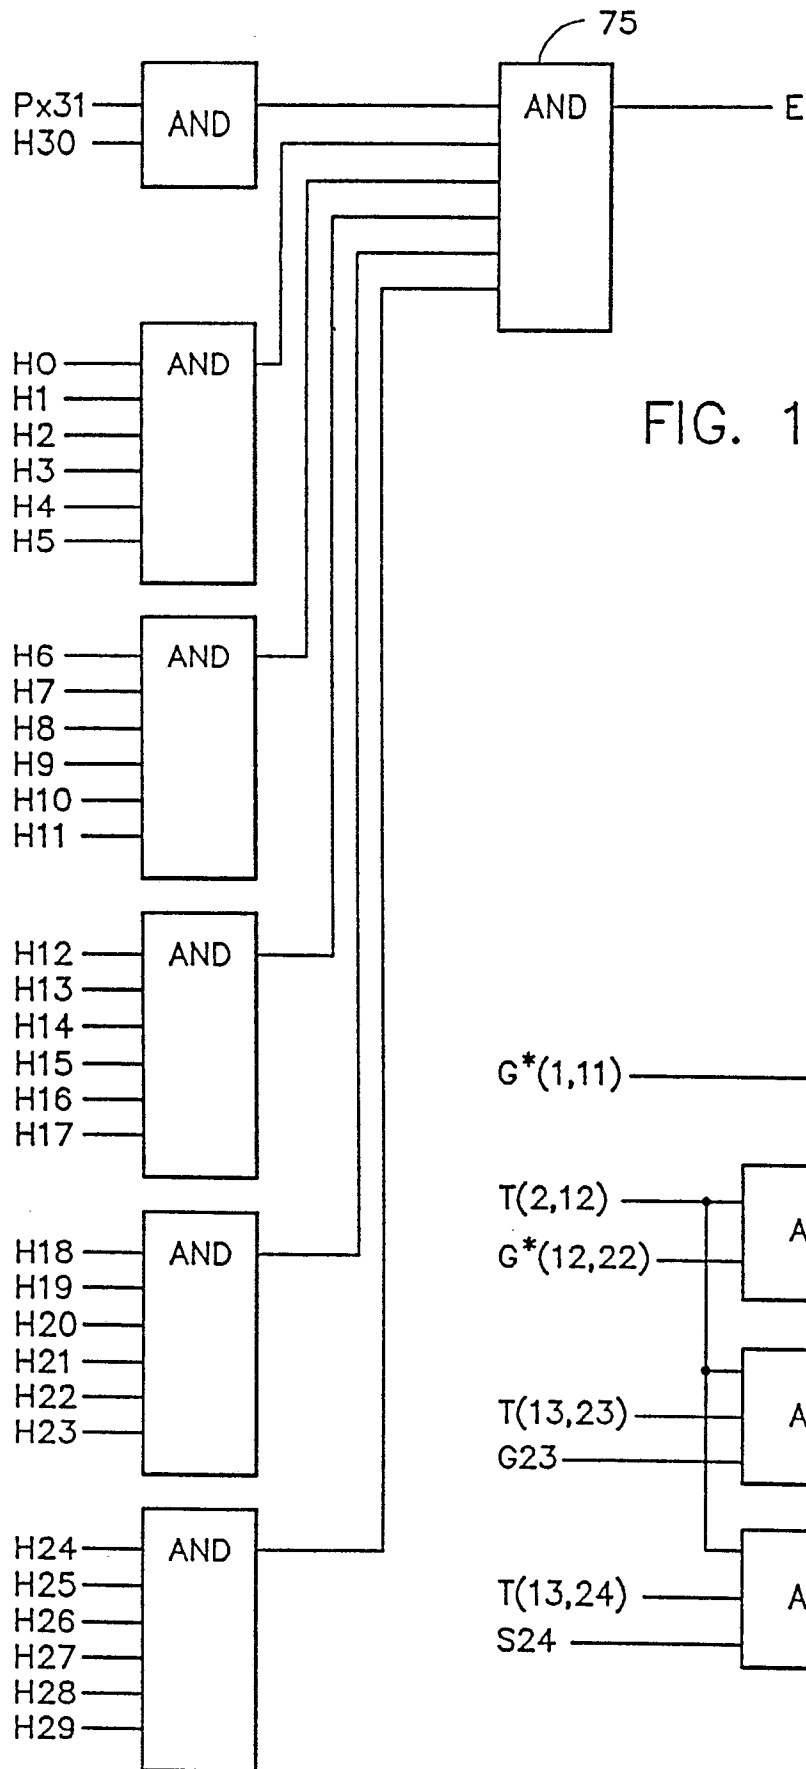 75
Px31
H30
AND
AND
E
H0
H1
H2
H3
H4
H5
AND
FIG. 1
H6
H7
H8
H9
H10
H11
AND
H12
H13
H14
H15
H16
H17
AND
G*(1,11)
T(2,12)
G*(12,22)
A
H18
H19
H20
H21
H22
H23
AND
T(13,23)
G23
A
H24
H25
H26
H27
H28
H29
AND
T(13,24)
S24
A